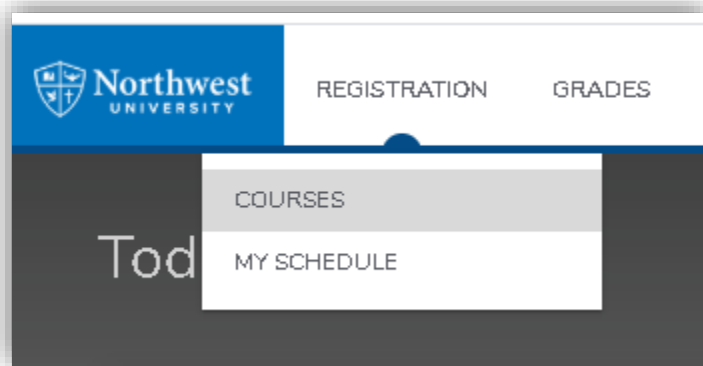 Northwest
UNIVERSITY
REGISTRATION
GRADES
COURSES
MY SCHEDULE
Tod